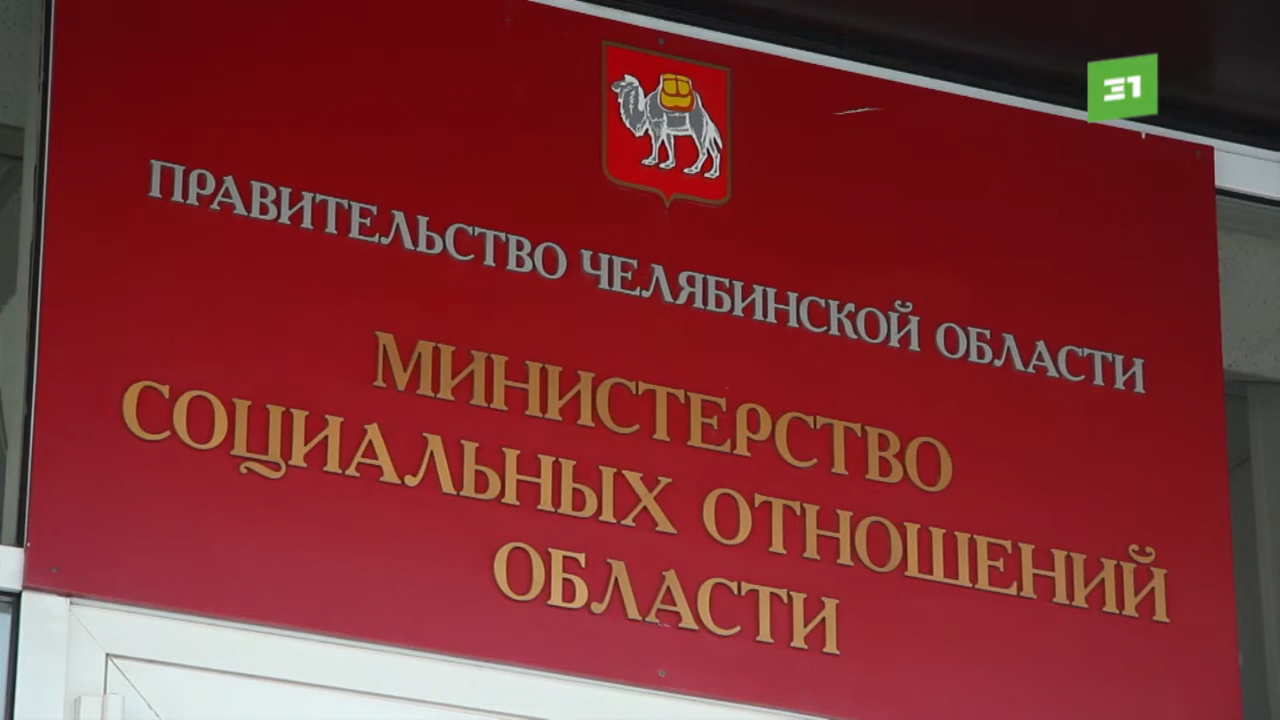 31
ПРАВИТЕЛЬСТВО ЧЕЛЯБИНСКОЙ ОБЛАСТИ
МИНИСТЕРСТВО
СОЦИАЛЬНЫХ ОТНОШЕНИЙ
ОБЛАСТИ